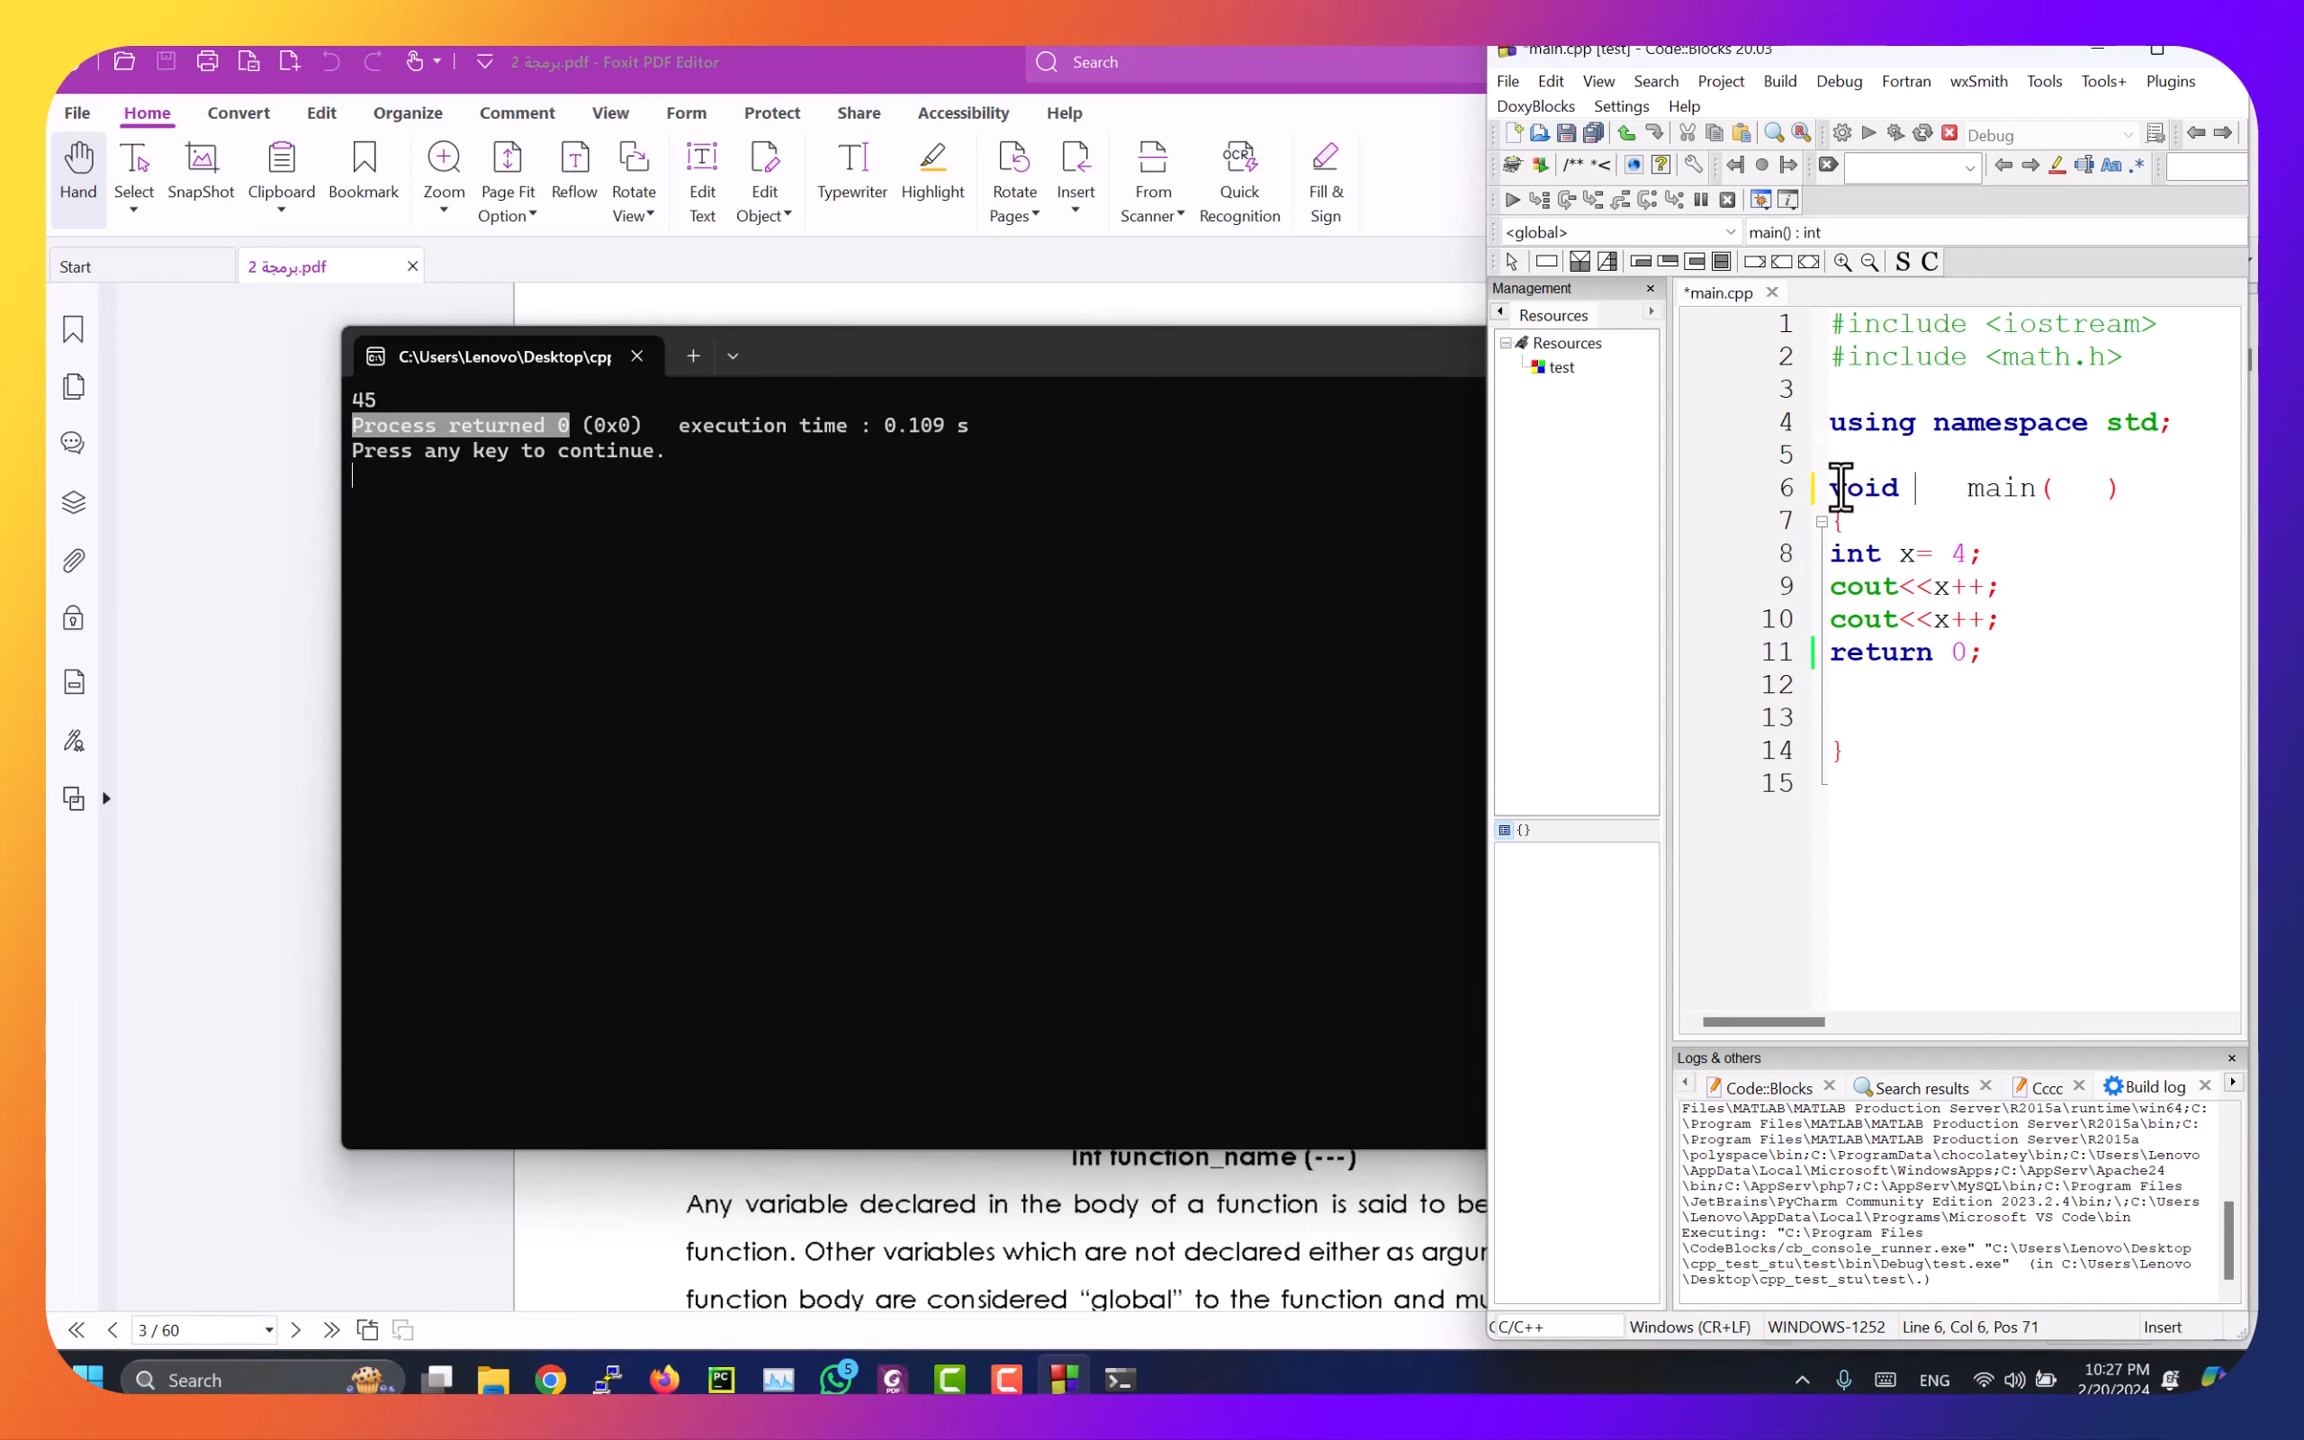 برمجة 2.pdf - Foxit PDF Editor
Search
File Home Convert Edit Organize Comment View Form Protect Share Accessibility Help
Hand
Select
SnapShot
Clipboard
Bookmark
Zoom
Page Fit Option
Reflow
Rotate View
Edit Text
Edit Object
Typewriter
Highlight
Rotate Pages
Insert
From Scanner
OCR
Quick Recognition
Fill & Sign
Start
برمجة 2.pdf
C:\Users\Lenovo\Desktop\cpp
45
Process returned 0 (0x0)   execution time : 0.109 s
Press any key to continue.
Int function_name (---)
Any variable declared in the body of a function is said to be
function. Other variables which are not declared either as argu
function body are considered “global” to the function and mu
3 / 60
*main.cpp [test] - Code::Blocks 20.03
File Edit View Search Project Build Debug Fortran wxSmith Tools Tools+ Plugins
DoxyBlocks Settings Help
Debug
/** *<
<global>
main() : int
S C
Management
Resources
Resources
test
{}
*main.cpp
1 #include <iostream>
2 #include <math.h>
3
4 using namespace std;
5
6 void    main(   )
7 {
8 int x= 4;
9 cout<<x++;
10 cout<<x++;
11 return 0;
12
13
14 }
15
Logs & others
Code::Blocks Search results Cccc Build log
Files\MATLAB\MATLAB Production Server\R2015a\runtime\win64;C:
\Program Files\MATLAB\MATLAB Production Server\R2015a\bin;C:
\Program Files\MATLAB\MATLAB Production Server\R2015a
\polyspace\bin;C:\ProgramData\chocolatey\bin;C:\Users\Lenovo
\AppData\Local\Microsoft\WindowsApps;C:\AppServ\Apache24
\bin;C:\AppServ\php7;C:\AppServ\MySQL\bin;C:\Program Files
\JetBrains\PyCharm Community Edition 2023.2.4\bin;\;C:\Users
\Lenovo\AppData\Local\Programs\Microsoft VS Code\bin
Executing: "C:\Program Files
\CodeBlocks/cb_console_runner.exe" "C:\Users\Lenovo\Desktop
\cpp_test_stu\test\bin\Debug\test.exe"  (in C:\Users\Lenovo
\Desktop\cpp_test_stu\test\.)
C/C++ Windows (CR+LF) WINDOWS-1252 Line 6, Col 6, Pos 71 Insert
Search
PC
5
ENG
10:27 PM
2/20/2024